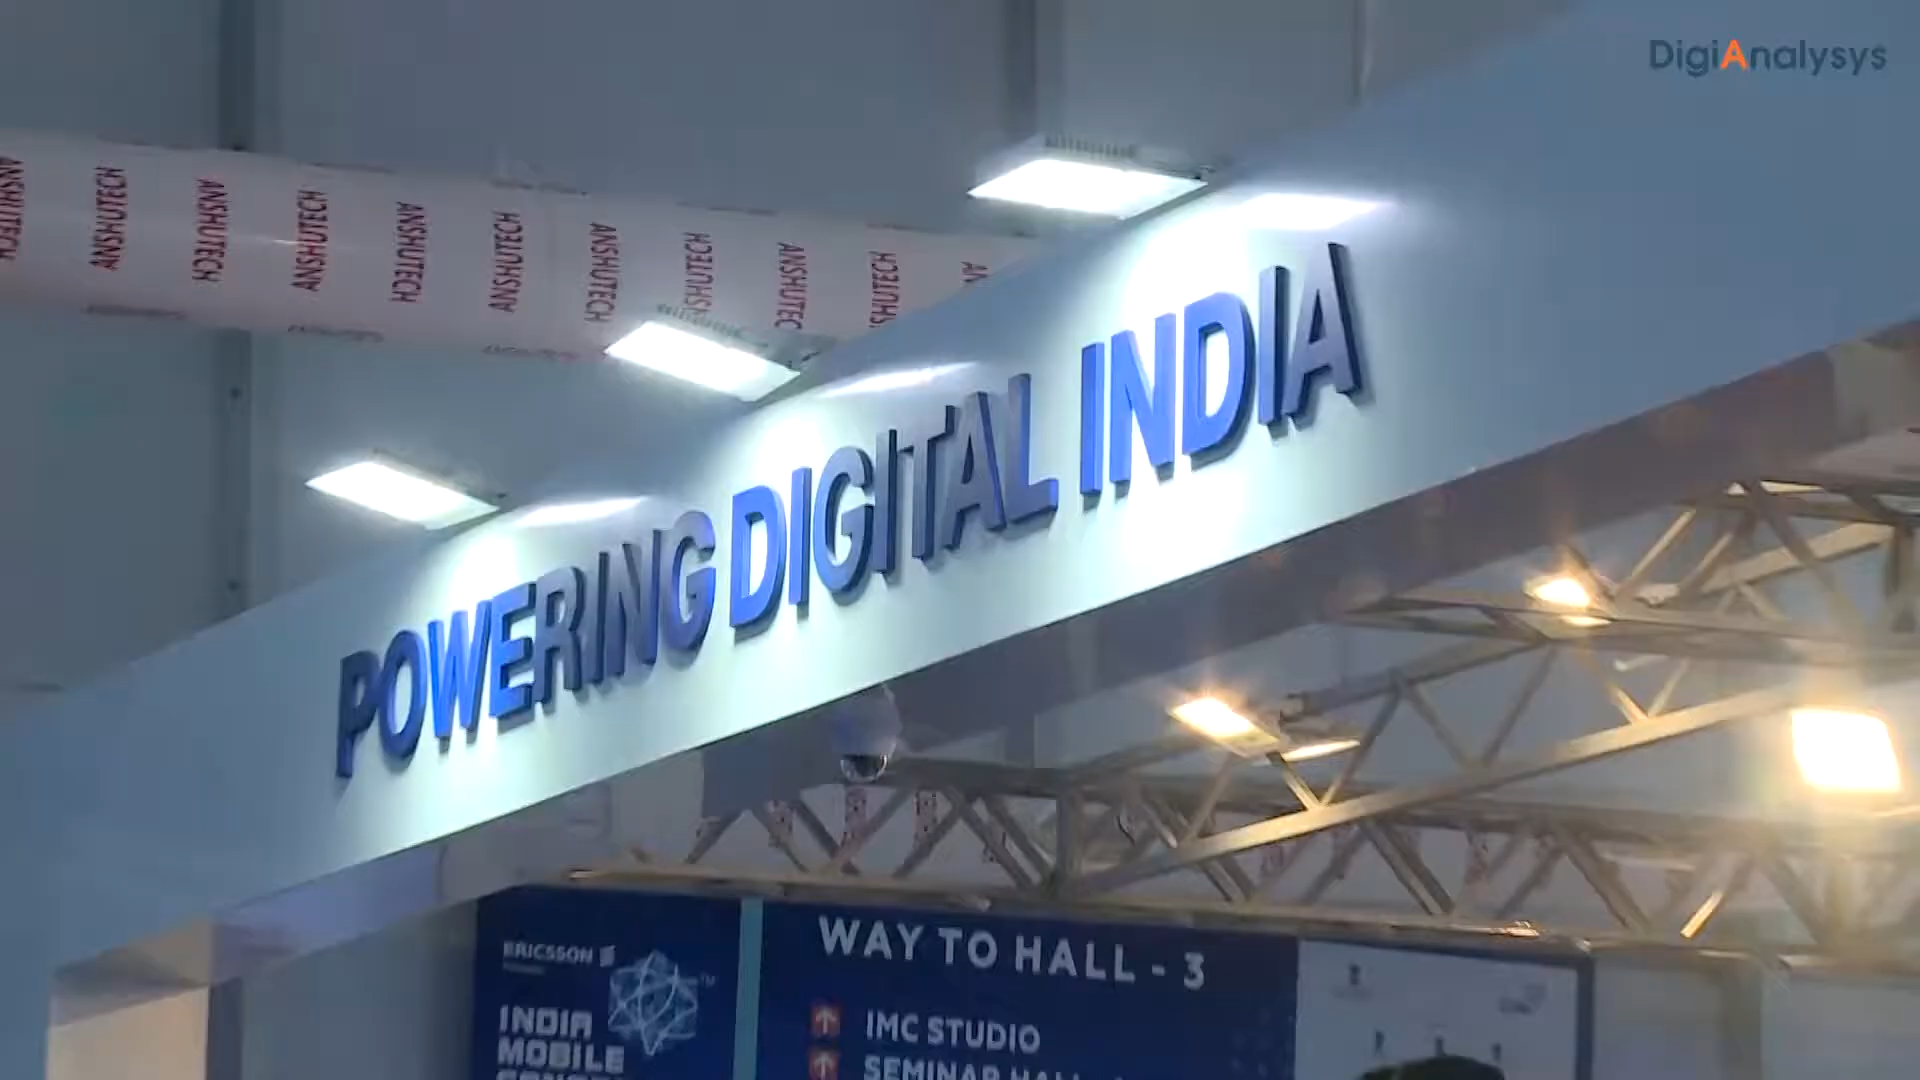 DigiAnalysys
ANSHUTECH ANSHUTECH ANSHUTECH ANSHUTECH ANSHUTECH ANSHUTECH ANSHUTECH ANSHUTECH
POWERING DIGITAL INDIA
WAY TO HALL - 3
IMC STUDIO
SEMINAR
ERICSSON
INDIA
MOBILE